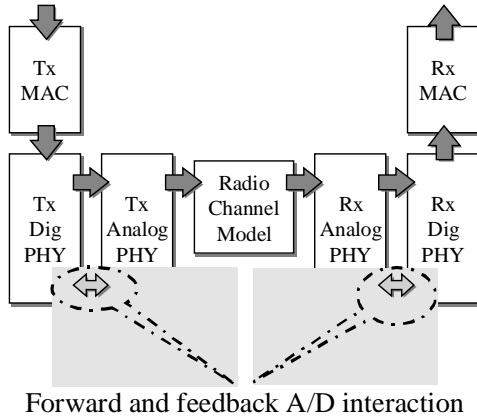 Tx
MAC
Rx
MAC
Tx
Dig
PHY
Tx
Analog
PHY
Radio
Channel
Model
Rx
Analog
PHY
Rx
Dig
PHY
Forward and feedback A/D interaction